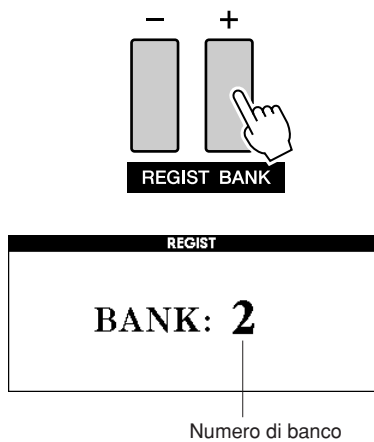 − +
REGIST BANK
REGIST
BANK: 2
Numero di banco